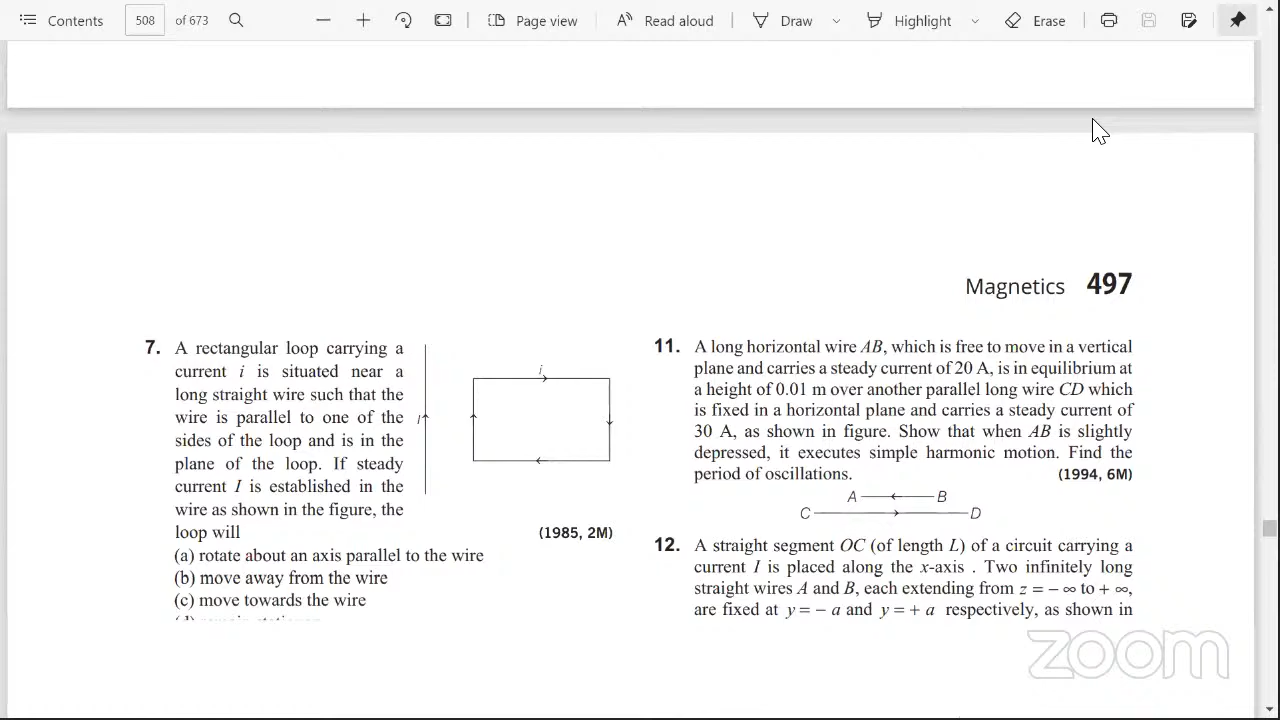 Contents 508 of 673 Page view Read aloud Draw Highlight Erase
Magnetics 497
7. A rectangular loop carrying a
current i is situated near a
long straight wire such that the
wire is parallel to one of the
sides of the loop and is in the
plane of the loop. If steady
current I is established in the
wire as shown in the figure, the
loop will (1985, 2M)
I
i
(a) rotate about an axis parallel to the wire
(b) move away from the wire
(c) move towards the wire
11. A long horizontal wire AB, which is free to move in a vertical
plane and carries a steady current of 20 A, is in equilibrium at
a height of 0.01 m over another parallel long wire CD which
is fixed in a horizontal plane and carries a steady current of
30 A, as shown in figure. Show that when AB is slightly
depressed, it executes simple harmonic motion. Find the
period of oscillations. (1994, 6M)
A B
C D
12. A straight segment OC (of length L) of a circuit carrying a
current I is placed along the x-axis . Two infinitely long
straight wires A and B, each extending from z = – ∞ to + ∞,
are fixed at y = – a and y = + a respectively, as shown in
zoom